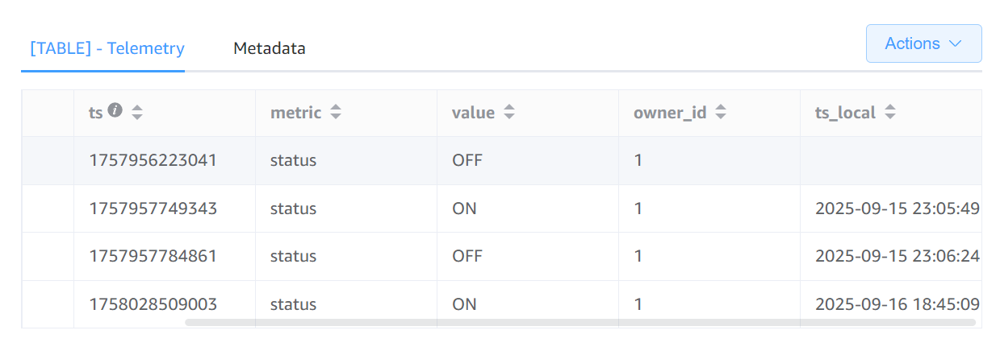 [TABLE] - Telemetry Metadata Actions
ts metric value owner_id ts_local
1757956223041 status OFF 1
1757957749343 status ON 1 2025-09-15 23:05:49
1757957784861 status OFF 1 2025-09-15 23:06:24
1758028509003 status ON 1 2025-09-16 18:45:09